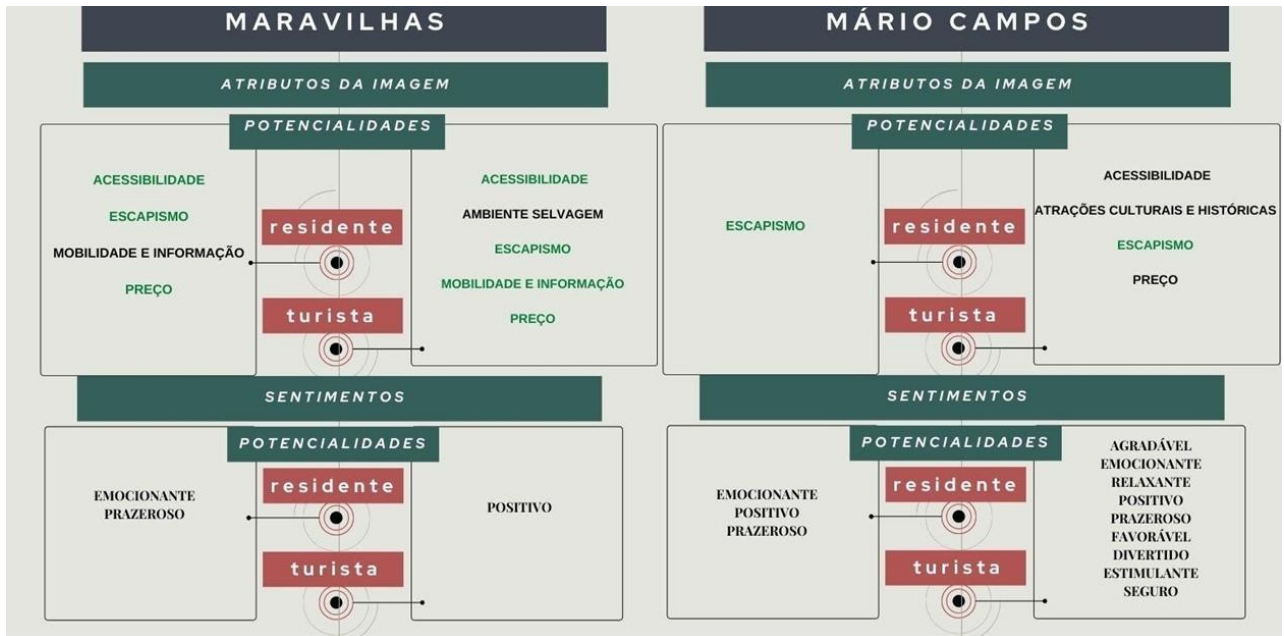 MARAVILHAS
ATRIBUTOS DA IMAGEM
POTENCIALIDADES
ACESSIBILIDADE
ESCAPISMO
MOBILIDADE E INFORMAÇÃO
PREÇO
residente
turista
ACESSIBILIDADE
AMBIENTE SELVAGEM
ESCAPISMO
MOBILIDADE E INFORMAÇÃO
PREÇO
SENTIMENTOS
POTENCIALIDADES
EMOCIONANTE
PRAZEROSO
residente
turista
POSITIVO
MÁRIO CAMPOS
ATRIBUTOS DA IMAGEM
POTENCIALIDADES
ESCAPISMO
residente
turista
ACESSIBILIDADE
ATRAÇÕES CULTURAIS E HISTÓRICAS
ESCAPISMO
PREÇO
SENTIMENTOS
POTENCIALIDADES
EMOCIONANTE
POSITIVO
PRAZEROSO
residente
turista
AGRADÁVEL
EMOCIONANTE
RELAXANTE
POSITIVO
PRAZEROSO
FAVORÁVEL
DIVERTIDO
ESTIMULANTE
SEGURO